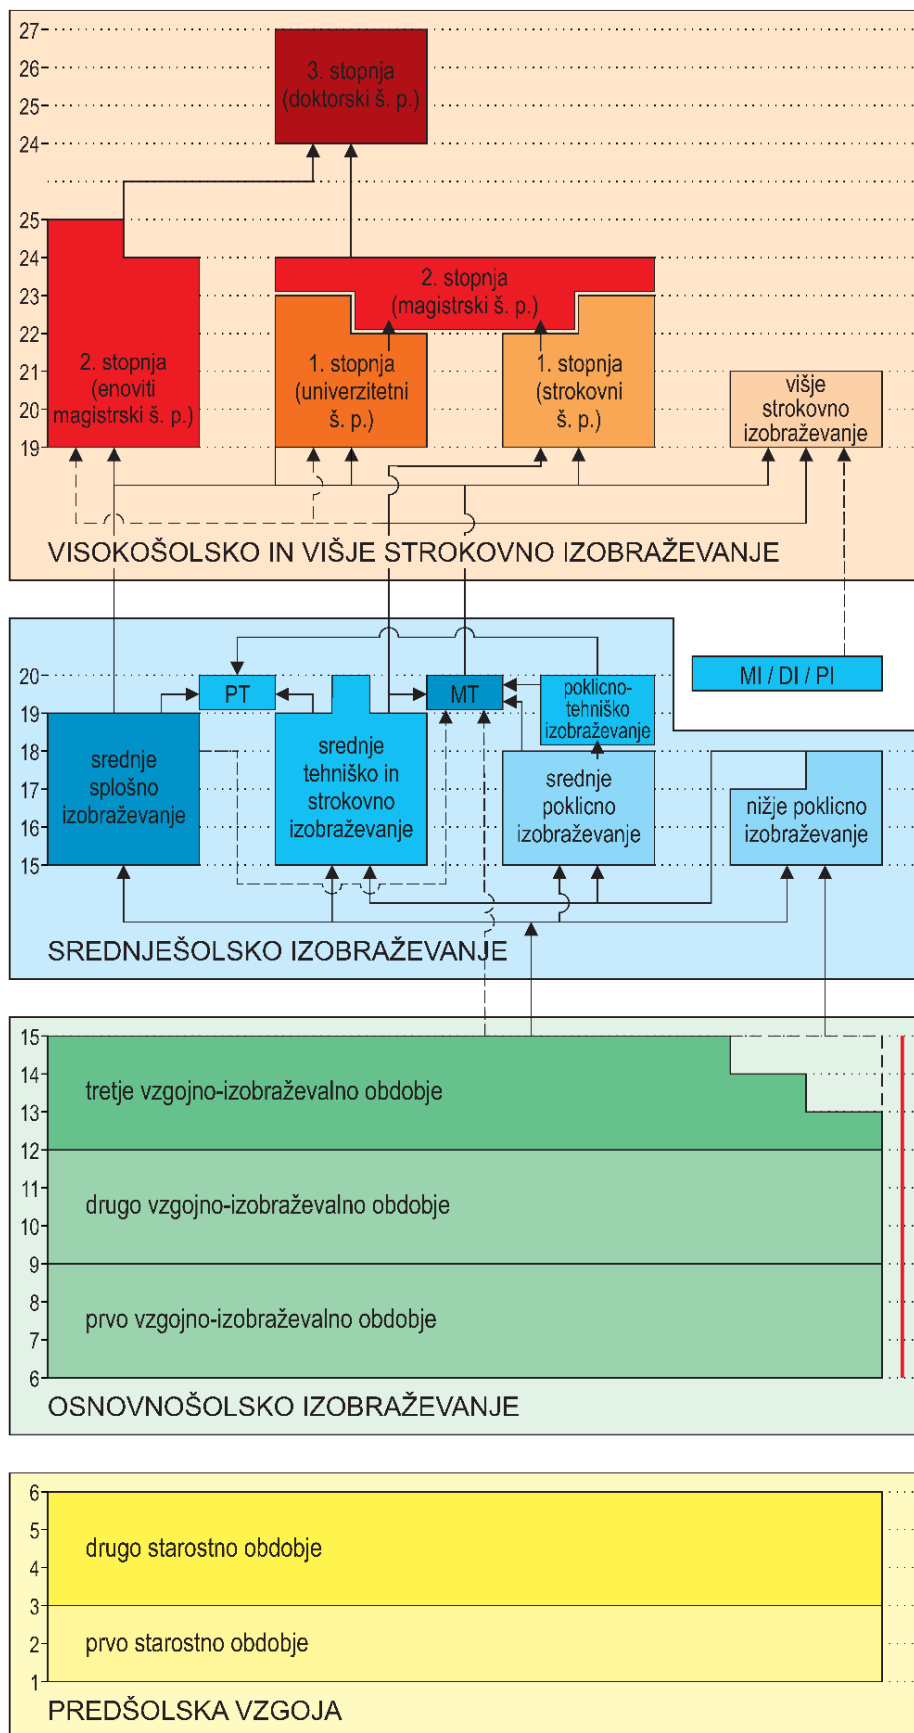 27
26
25
24
3. stopnja
(doktorski š. p.)
25
24
23
22
21
20
19
2. stopnja
(enoviti
magistrski š. p.)
2. stopnja
(magistrski š. p.)
1. stopnja
(univerzitetni
š. p.)
1. stopnja
(strokovni
š. p.)
višje
strokovno
izobraževanje
VISOKOŠOLSKO IN VIŠJE STROKOVNO IZOBRAŽEVANJE
MI / DI / PI
20
19
18
17
16
15
PT
MT
poklicno-
tehniško
izobraževanje
srednje
splošno
izobraževanje
srednje
tehniško in
strokovno
izobraževanje
srednje
poklicno
izobraževanje
nižje poklicno
izobraževanje
SREDNJEŠOLSKO IZOBRAŽEVANJE
15
14
13
12
11
10
9
8
7
6
tretje vzgojno-izobraževalno obdobje
drugo vzgojno-izobraževalno obdobje
prvo vzgojno-izobraževalno obdobje
OSNOVNOŠOLSKO IZOBRAŽEVANJE
6
5
4
3
2
1
drugo starostno obdobje
prvo starostno obdobje
PREDŠOLSKA VZGOJA